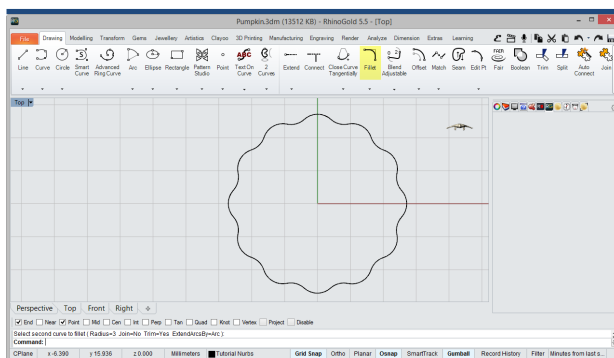 Pumpkin.3dm (13512 KB) - RhinoGold 5.5 - [Top]
File Drawing Modelling Transform Gems Jewellery Artistics Clayoo 3D Printing Manufacturing Engraving Render Analyze Dimension Extras Learning
Line Curve Circle Smart Curve Advanced Ring Curve Arc Ellipse Rectangle Pattern Studio Point Text On Curve 2 Curves Extend Connect Close Curve Tangentially Fillet Blend Adjustable Offset Match Seam Edit Pt Fair Boolean Trim Split Auto Connect Join
Top
Perspective Top Front Right
End Near Point Mid Cen Int Perp Tan Quad Knot Vertex Project Disable
Select second curve to fillet ( Radius=3 Join=No Trim=Yes ExtendArcsBy=Arc ):
Command:
CPlane x -6.390 y 15.936 z 0.000 Millimeters Tutorial Nurbs Grid Snap Ortho Planar Osnap SmartTrack Gumball Record History Filter Minutes from last s...